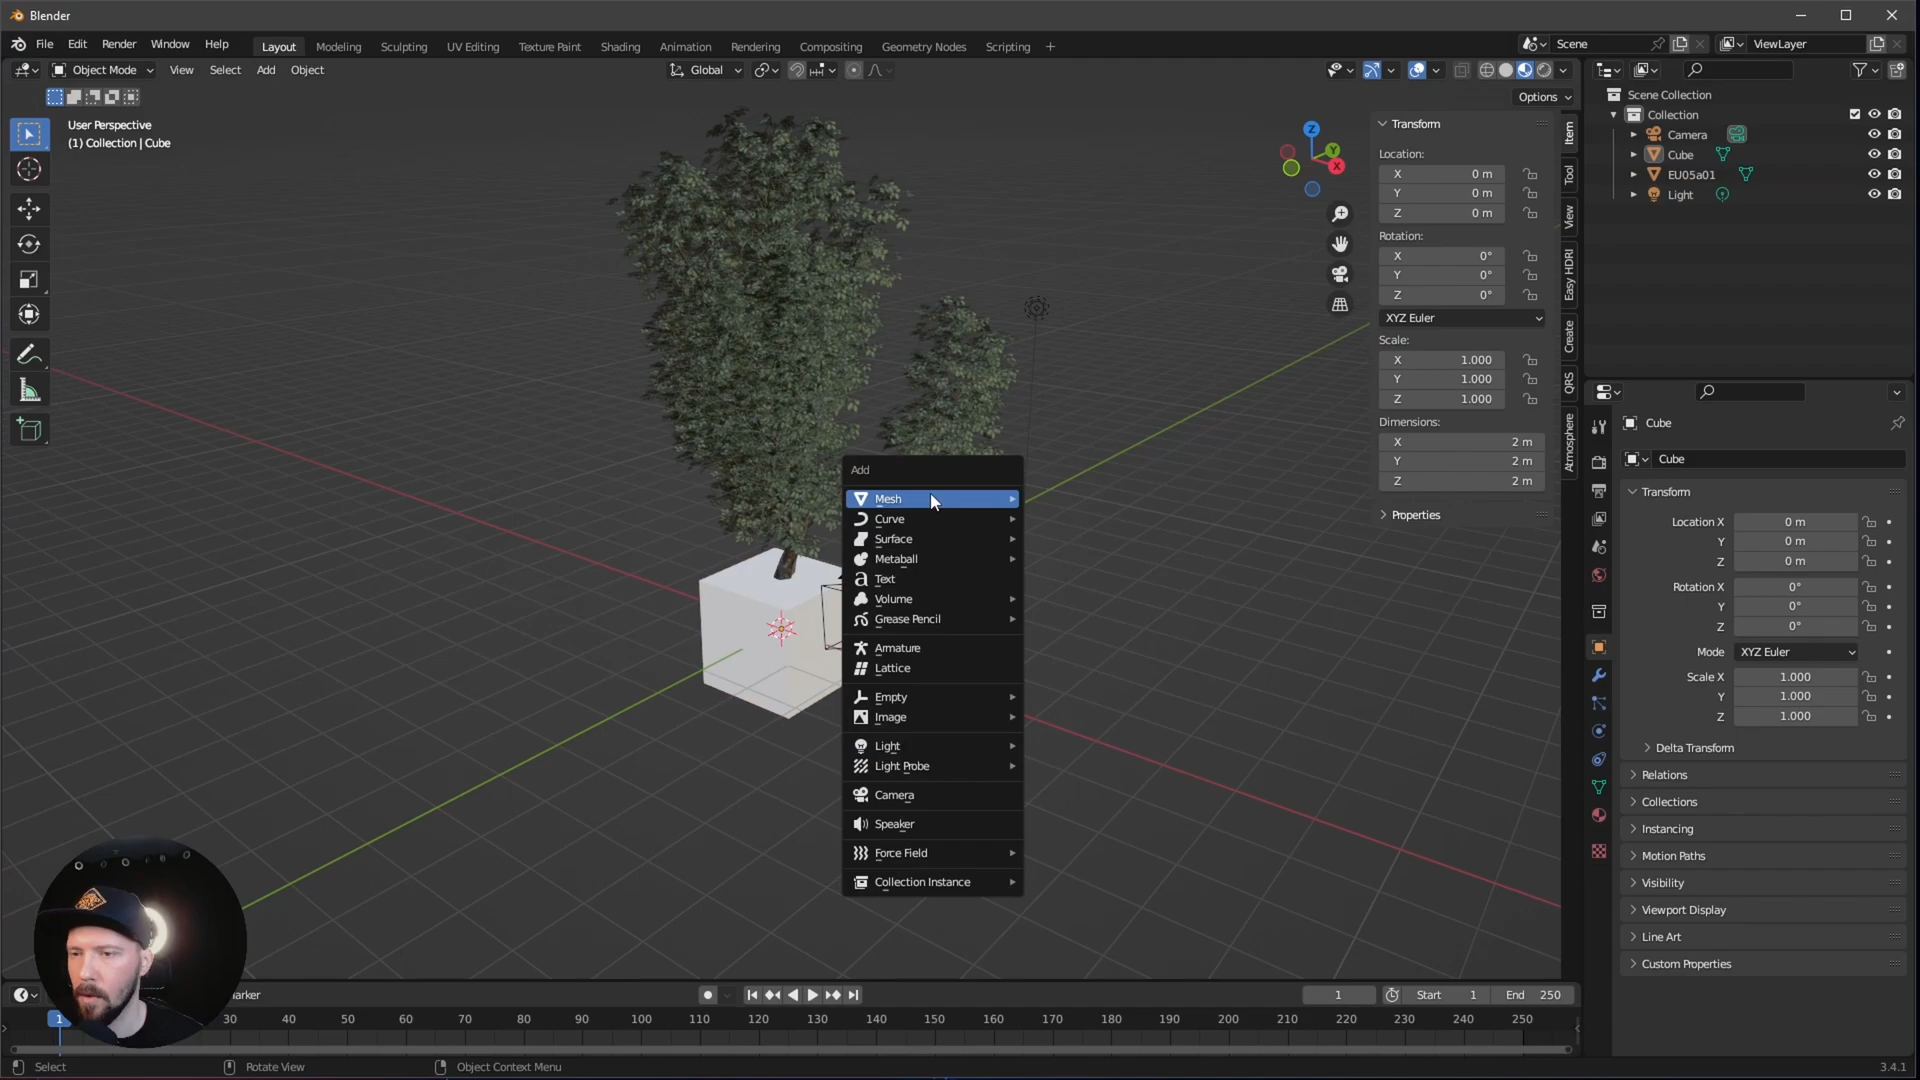 Blender
File Edit Render Window Help
Layout Modeling Sculpting UV Editing Texture Paint Shading Animation Rendering Compositing Geometry Nodes Scripting +
Scene
ViewLayer
Object Mode View Select Add Object
Global
Options
User Perspective
(1) Collection | Cube
Z
Y
X
Transform
Location:
X 0 m
Y 0 m
Z 0 m
Rotation:
X 0°
Y 0°
Z 0°
XYZ Euler
Scale:
X 1.000
Y 1.000
Z 1.000
Dimensions:
X 2 m
Y 2 m
Z 2 m
Properties
Item
Tool
View
Easy HDRI
Create
QRS
Atmosphere
Scene Collection
Collection
Camera
Cube
EU05a01
Light
Cube
Cube
Transform
Location X 0 m
Y 0 m
Z 0 m
Rotation X 0°
Y 0°
Z 0°
Mode XYZ Euler
Scale X 1.000
Y 1.000
Z 1.000
Delta Transform
Relations
Collections
Instancing
Motion Paths
Visibility
Viewport Display
Line Art
Custom Properties
Add
Mesh
Curve
Surface
Metaball
Text
Volume
Grease Pencil
Armature
Lattice
Empty
Image
Light
Light Probe
Camera
Speaker
Force Field
Collection Instance
arker
1 Start 1 End 250
1 30 40 50 60 70 80 90 100 110 120 130 140 150 160 170 180 190 200 210 220 230 240 250
Select Rotate View Object Context Menu
3.4.1